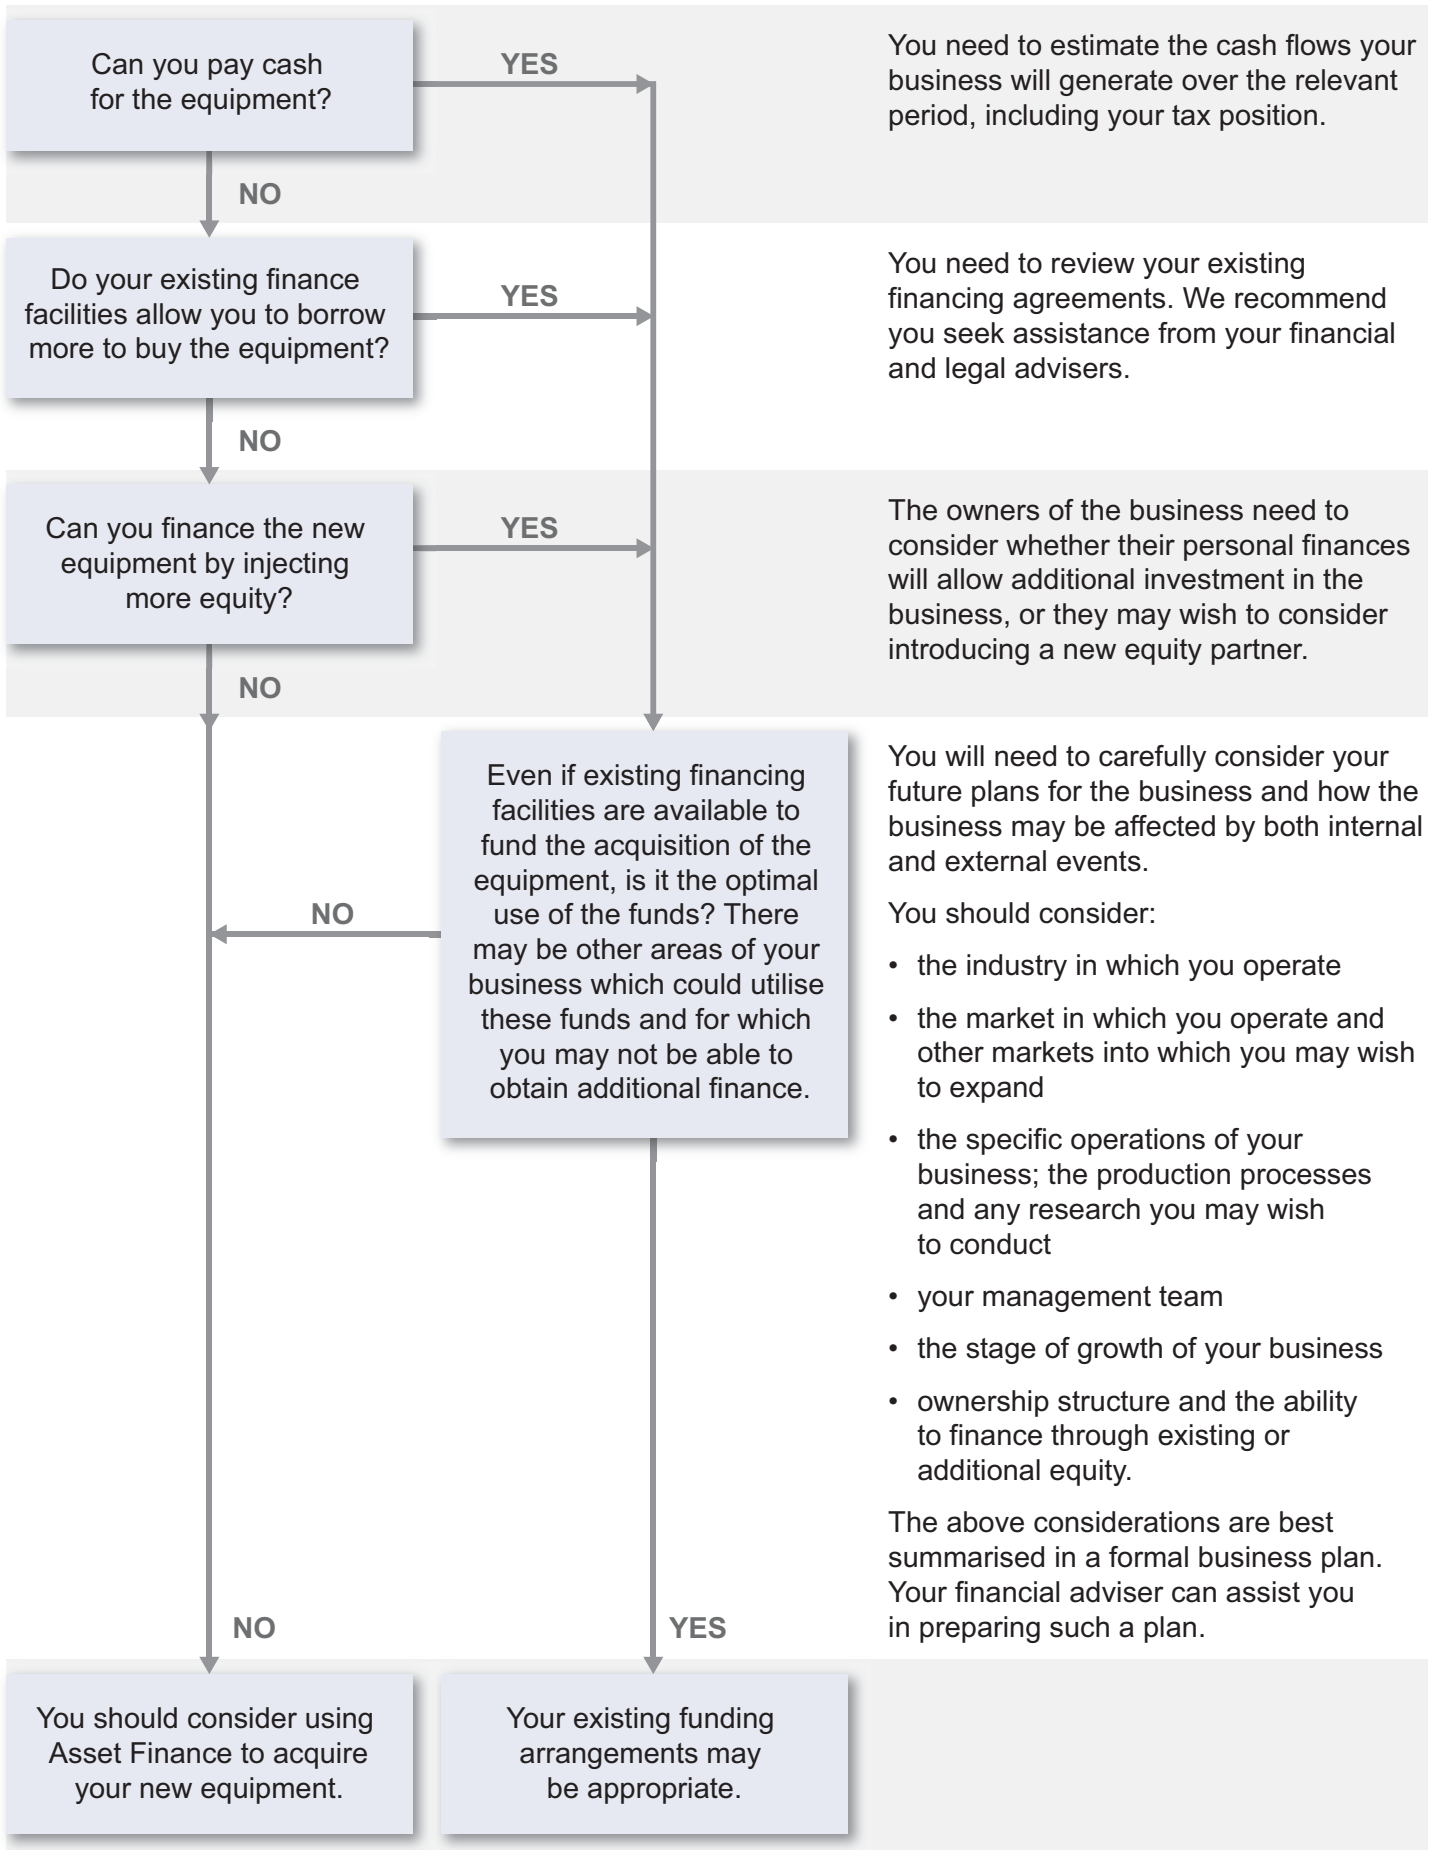 Can you pay cash
for the equipment?
YES
You need to estimate the cash flows your
business will generate over the relevant
period, including your tax position.
NO
Do your existing finance
facilities allow you to borrow
more to buy the equipment?
YES
You need to review your existing
financing agreements. We recommend
you seek assistance from your financial
and legal advisers.
NO
Can you finance the new
equipment by injecting
more equity?
YES
The owners of the business need to
consider whether their personal finances
will allow additional investment in the
business, or they may wish to consider
introducing a new equity partner.
NO
Even if existing financing
facilities are available to
fund the acquisition of the
equipment, is it the optimal
use of the funds? There
may be other areas of your
business which could utilise
these funds and for which
you may not be able to
obtain additional finance.
NO
You will need to carefully consider your
future plans for the business and how the
business may be affected by both internal
and external events.
You should consider:
• the industry in which you operate
• the market in which you operate and
other markets into which you may wish
to expand
• the specific operations of your
business; the production processes
and any research you may wish
to conduct
• your management team
• the stage of growth of your business
• ownership structure and the ability
to finance through existing or
additional equity.
The above considerations are best
summarised in a formal business plan.
Your financial adviser can assist you
in preparing such a plan.
NO
YES
You should consider using
Asset Finance to acquire
your new equipment.
Your existing funding
arrangements may
be appropriate.